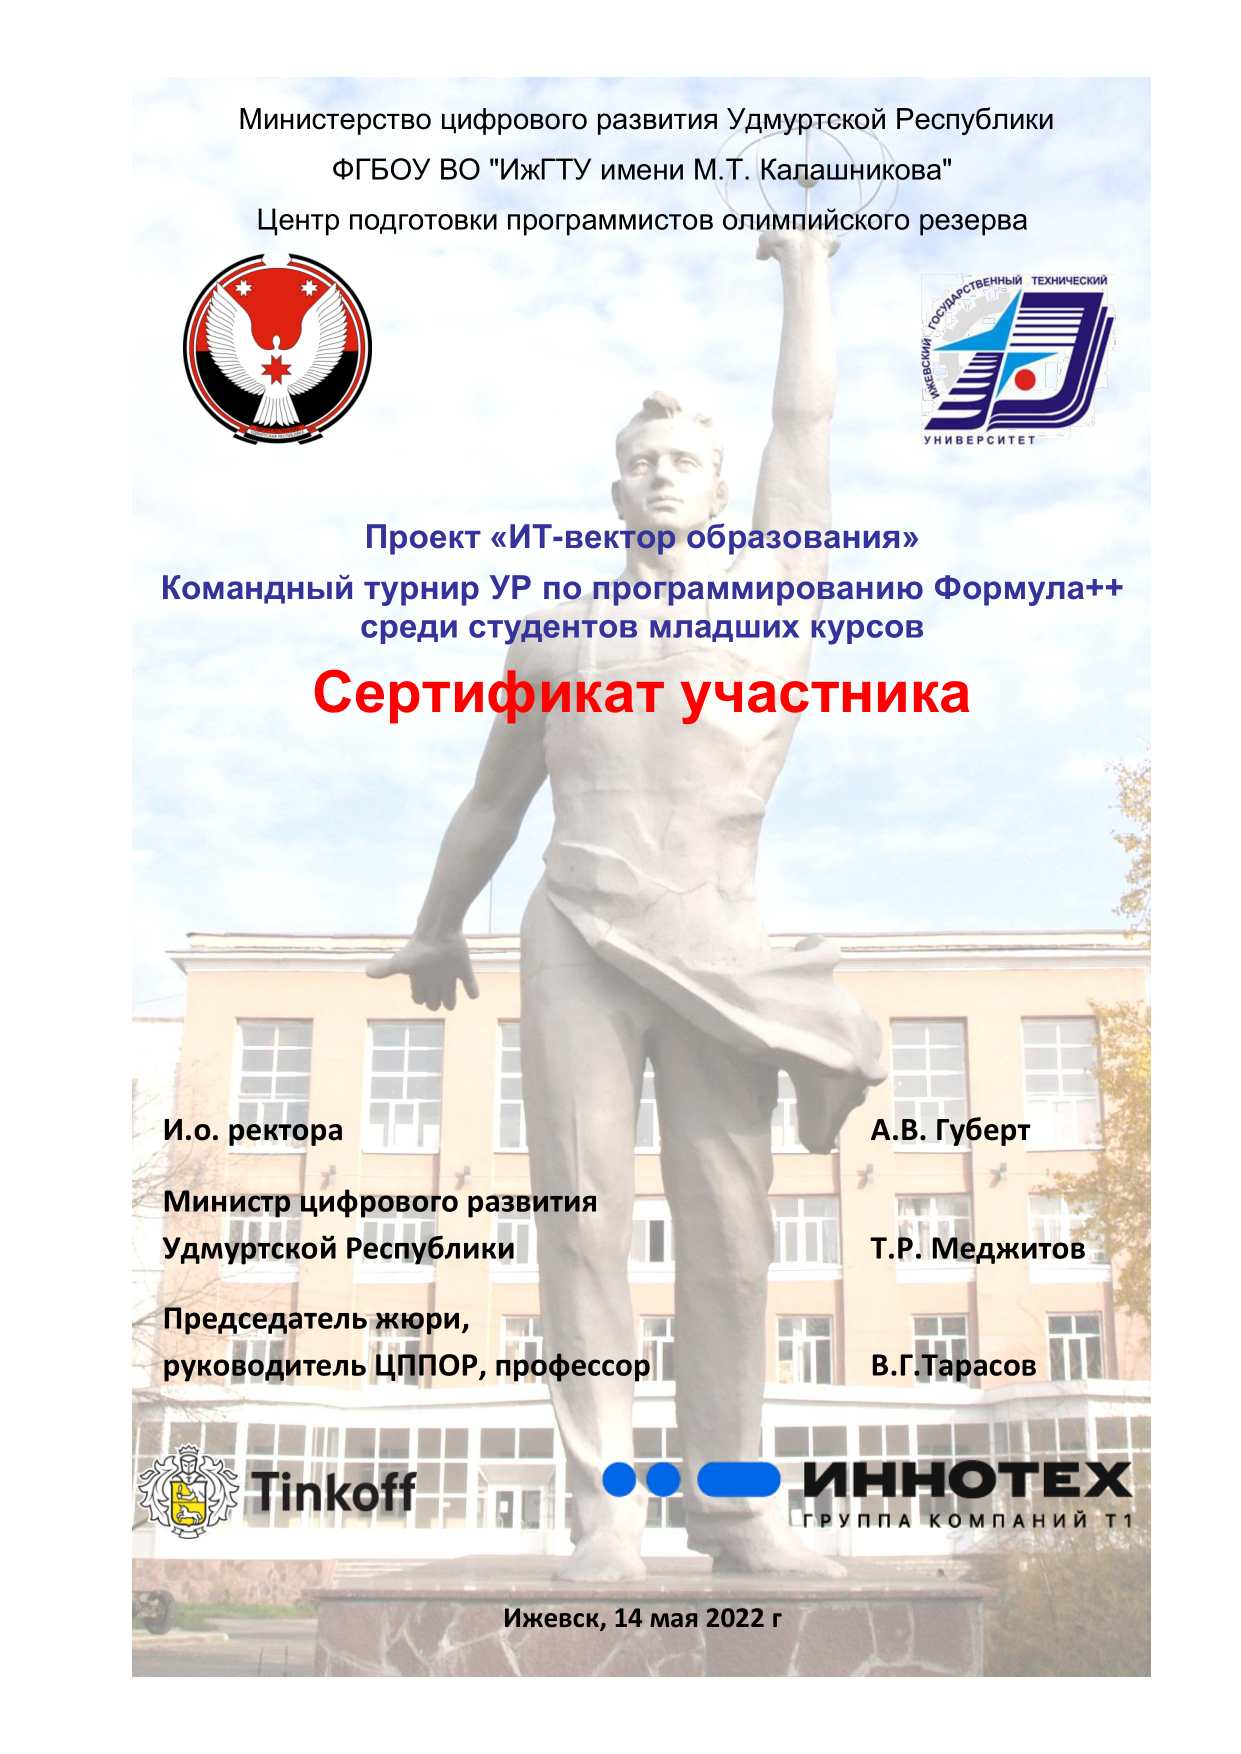 Министерство цифрового развития Удмуртской Республики
ФГБОУ ВО "ИжГТУ имени М.Т. Калашникова"
Центр подготовки программистов олимпийского резерва
ИЖЕВСКИЙ ГОСУДАРСТВЕННЫЙ ТЕХНИЧЕСКИЙ
УНИВЕРСИТЕТ
Проект «ИТ-вектор образования»
Командный турнир УР по программированию Формула++
среди студентов младших курсов
Сертификат участника
И.о. ректора А.В. Губерт
Министр цифрового развития
Удмуртской Республики Т.Р. Меджитов
Председатель жюри,
руководитель ЦППОР, профессор В.Г.Тарасов
Tinkoff
ИННОТЕХ
ГРУППА КОМПАНИЙ Т1
Ижевск, 14 мая 2022 г